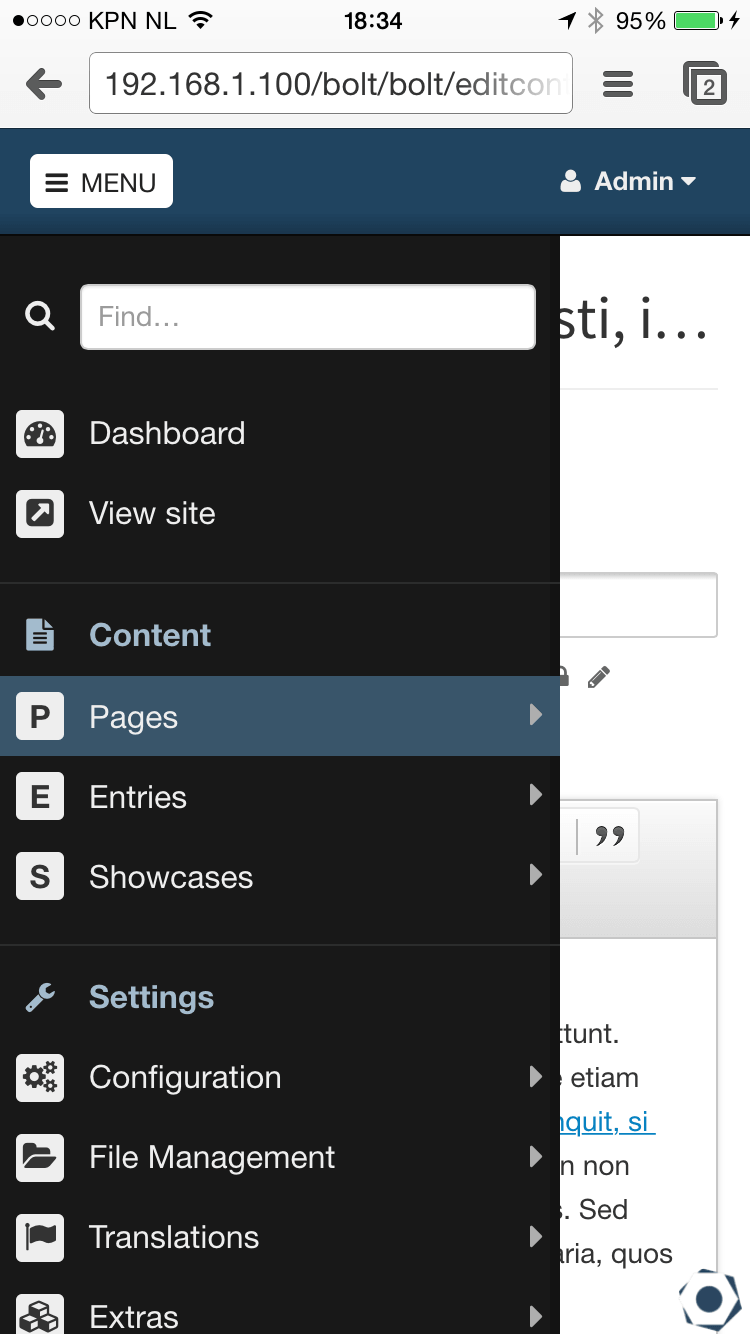 KPN NL 18:34 95%
192.168.1.100/bolt/bolt/editcon
2
MENU
Admin
Find…
sti, i…
Dashboard
View site
Content
P Pages
E Entries
S Showcases
Settings
ttunt.
Configuration
etiam
nquit, si
File Management
n non
s. Sed
Translations
aria, quos
Extras